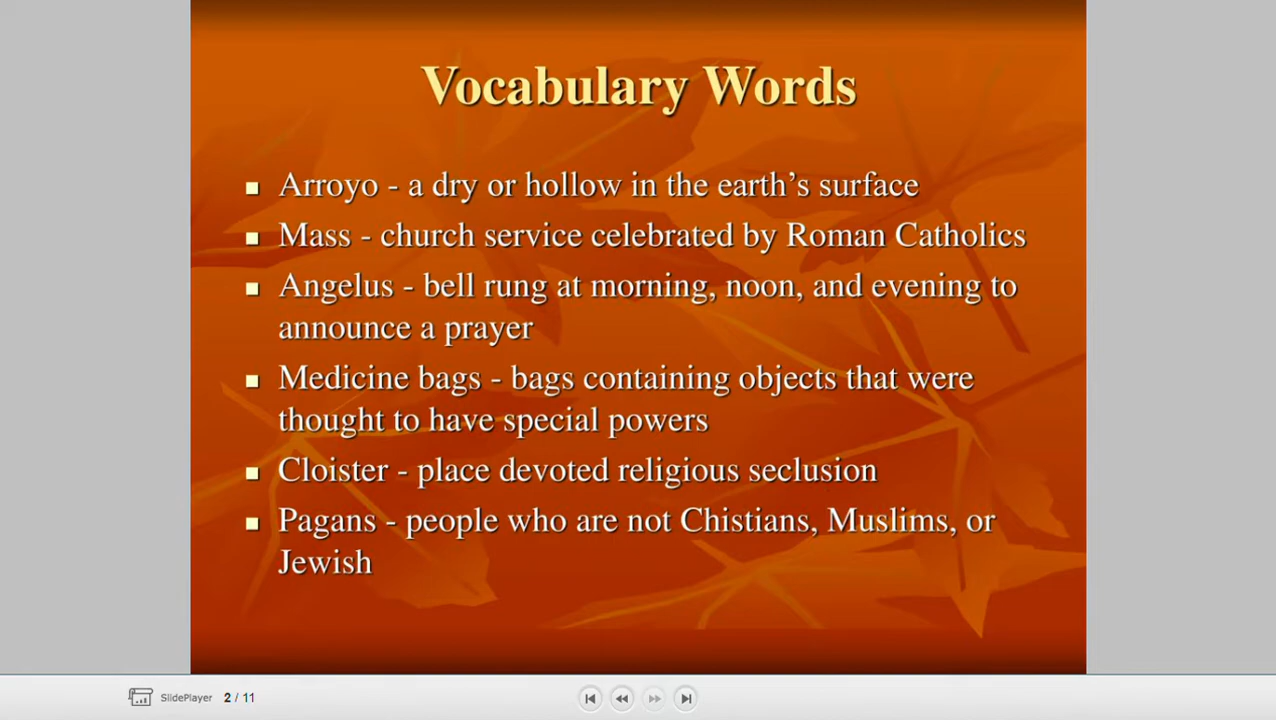 Vocabulary Words
Arroyo - a dry or hollow in the earth’s surface
Mass - church service celebrated by Roman Catholics
Angelus - bell rung at morning, noon, and evening to
announce a prayer
Medicine bags - bags containing objects that were
thought to have special powers
Cloister - place devoted religious seclusion
Pagans - people who are not Chistians, Muslims, or
Jewish
SlidePlayer 2 / 11